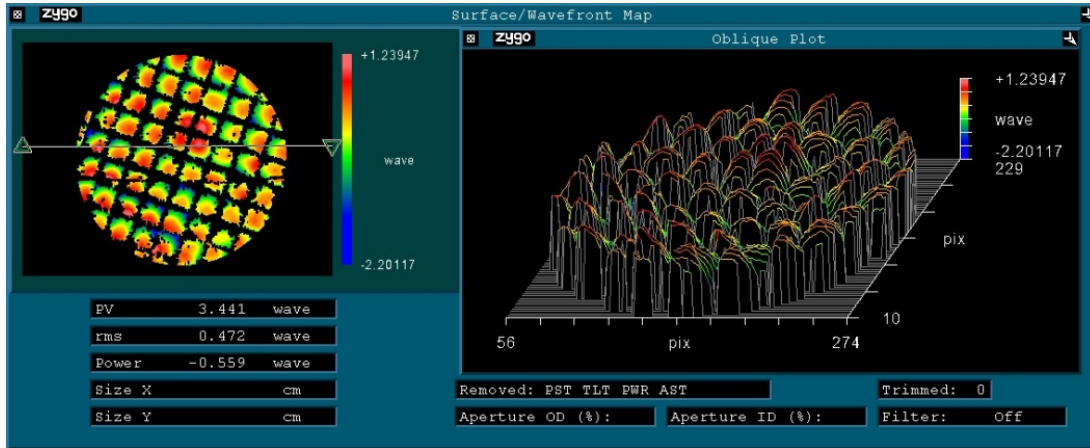 zygo Surface/Wavefront Map
+1.23947
wave
-2.20117
zygo Oblique Plot
+1.23947
wave
-2.20117
229
pix
10
56 pix 274
PV 3.441 wave
rms 0.472 wave
Power -0.559 wave
Size X cm
Size Y cm
Removed: PST TLT PWR AST
Trimmed: 0
Aperture OD (%):
Aperture ID (%):
Filter: Off